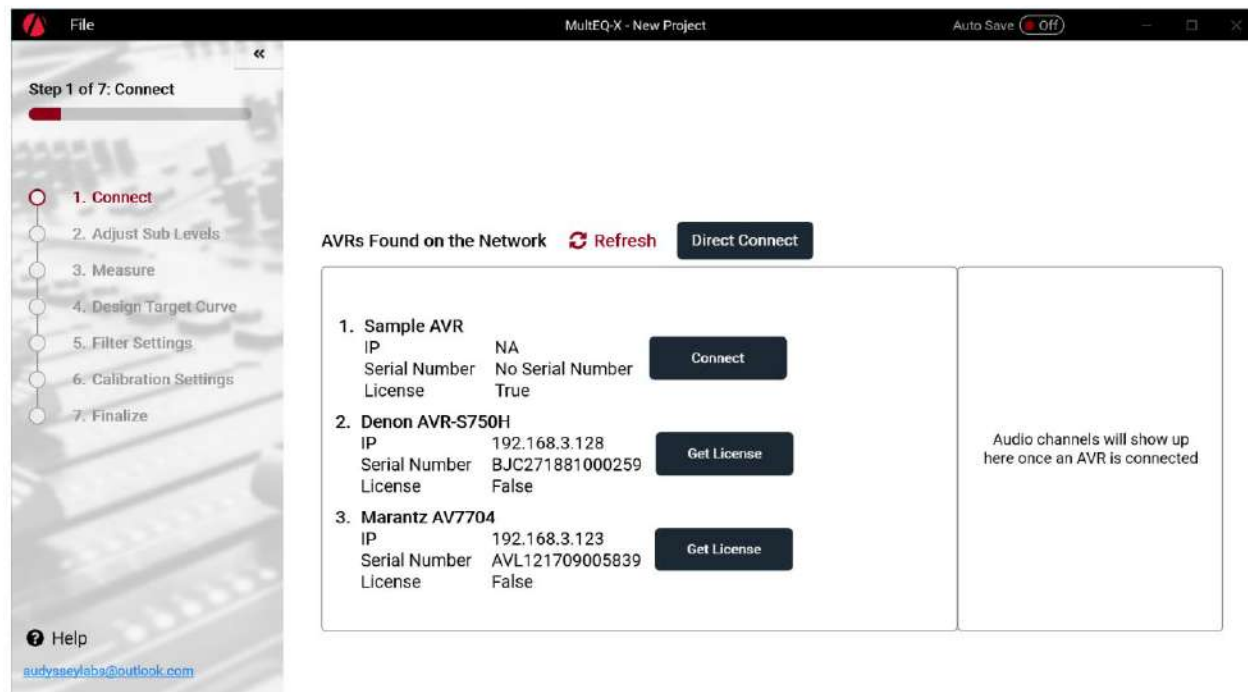 File
MultEQ-X - New Project
Auto Save Off
Step 1 of 7: Connect
1. Connect
2. Adjust Sub Levels
3. Measure
4. Design Target Curve
5. Filter Settings
6. Calibration Settings
7. Finalize
Help
audysseylabs@outlook.com
AVRs Found on the Network Refresh Direct Connect
1. Sample AVR
IP NA
Serial Number No Serial Number
License True
Connect
2. Denon AVR-S750H
IP 192.168.3.128
Serial Number BJC271881000259
License False
Get License
3. Marantz AV7704
IP 192.168.3.123
Serial Number AVL121709005839
License False
Get License
Audio channels will show up
here once an AVR is connected